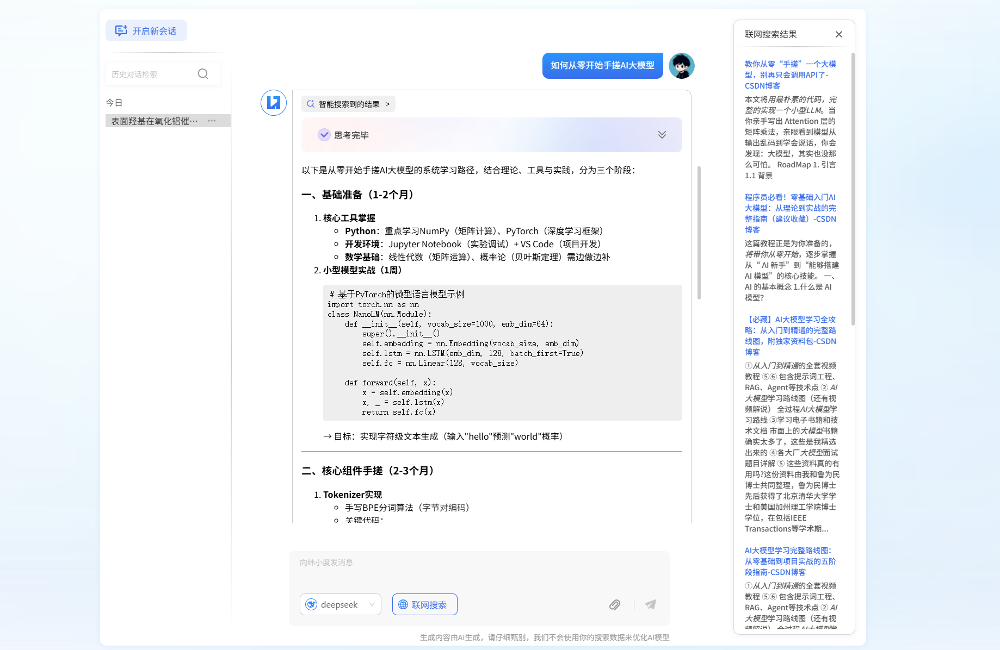 开启新会话
历史对话检索
今日
表面羟基在氧化铝催··· ···
如何从零开始手搓AI大模型
智能搜索到的结果 >
思考完毕
以下是从零开始手搓AI大模型的系统学习路径，结合理论、工具与实践，分为三个阶段：
一、基础准备（1-2个月）
1. 核心工具掌握
Python：重点学习NumPy（矩阵计算）、PyTorch（深度学习框架）
开发环境：Jupyter Notebook（实验调试）+ VS Code（项目开发）
数学基础：线性代数（矩阵运算）、概率论（贝叶斯定理）需边做边补
2. 小型模型实战（1周）
# 基于PyTorch的微型语言模型示例
import torch.nn as nn
class NanoLM(nn.Module):
    def __init__(self, vocab_size=1000, emb_dim=64):
        super().__init__()
        self.embedding = nn.Embedding(vocab_size, emb_dim)
        self.lstm = nn.LSTM(emb_dim, 128, batch_first=True)
        self.fc = nn.Linear(128, vocab_size)
    def forward(self, x):
        x = self.embedding(x)
        x, _ = self.lstm(x)
        return self.fc(x)
→ 目标：实现字符级文本生成（输入"hello"预测"world"概率）
二、核心组件手搓（2-3个月）
1. Tokenizer实现
手写BPE分词算法（字节对编码）
关键代码：
向纬小度发消息
deepseek
联网搜索
生成内容由AI生成，请仔细甄别，我们不会使用你的搜索数据来优化AI模型
联网搜索结果
教你从零“手搓”一个大模
型，别再只会调用API了-
CSDN博客
本文将用最朴素的代码，完
整的实现一个小型LLM。当
你亲手写出 Attention 层的
矩阵乘法，亲眼看到模型从
输出乱码到学会说话，你会
发现：大模型，其实也没那
么可怕。 RoadMap 1. 引言
1.1 背景
程序员必看！零基础入门AI
大模型：从理论到实战的完
整指南（建议收藏）-CSDN
博客
这篇教程正是为你准备的，
将带你从零开始，逐步掌握
从“ AI 新手”到“能够搭建
AI 模型”的核心技能。 一、
AI 的基本概念 1.什么是 AI
模型？
【必藏】AI大模型学习全攻
略：从入门到精通的完整路
线图，附独家资料包-CSDN
博客
①从入门到精通的全套视频
教程 ⑤⑥ 包含提示词工程、
RAG、Agent等技术点 ② AI
大模型学习路线图（还有视
频解说） 全过程AI大模型学
习路线 ③学习电子书籍和技
术文档 市面上的大模型书籍
确实太多了，这些是我精选
出来的 ④各大厂大模型面试
题目详解 ⑤ 这些资料真的有
用吗?这份资料由我和鲁为民
博士共同整理，鲁为民博士
先后获得了北京清华大学学
士和美国加州理工学院博士
学位，在包括IEEE
Transactions等学术期...
AI大模型学习完整路线图：
从零基础到项目实战的五阶
段指南-CSDN博客
①从入门到精通的全套视频
教程 ⑤⑥ 包含提示词工程、
RAG、Agent等技术点 ② AI
大模型学习路线图（还有视
频解说） 全过程AI大模型学